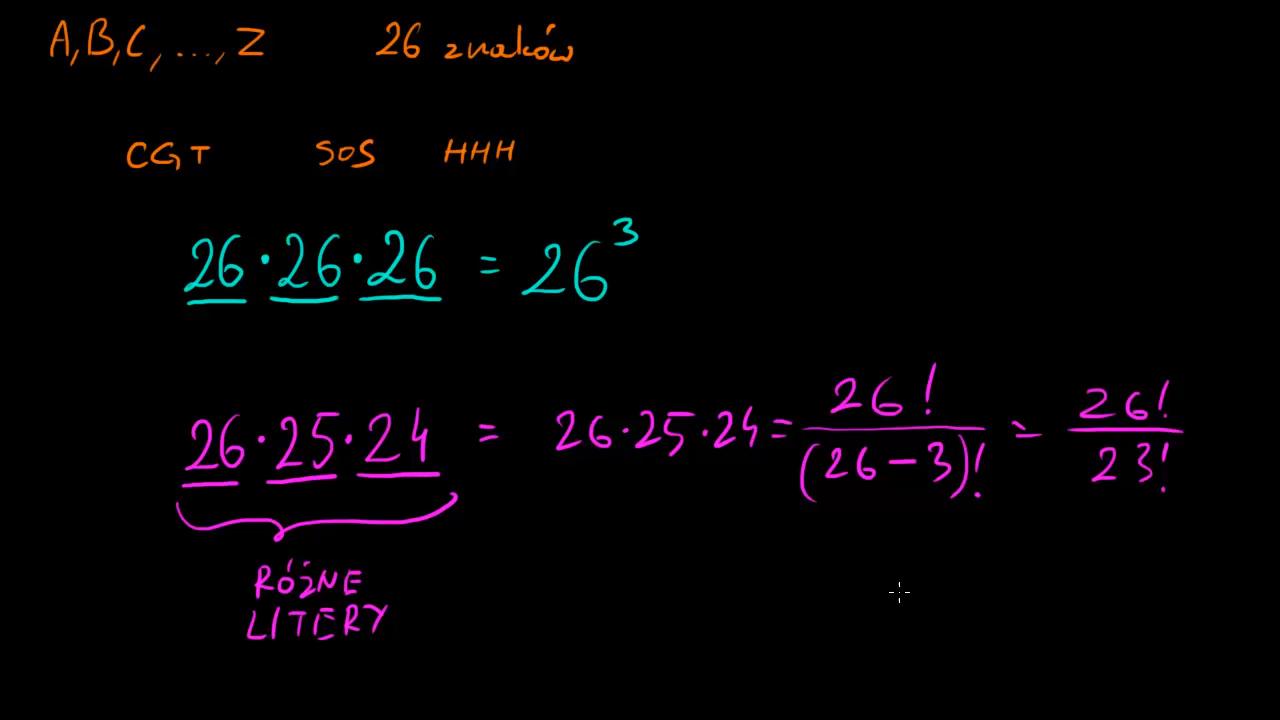 A, B, C, ..., Z 26 znaków
CGT SOS HHH
26 · 26 · 26 = 26³
26 · 25 · 24 = 26 · 25 · 24 = 26! / (26 − 3)! = 26! / 23!
RÓŻNE
LITERY